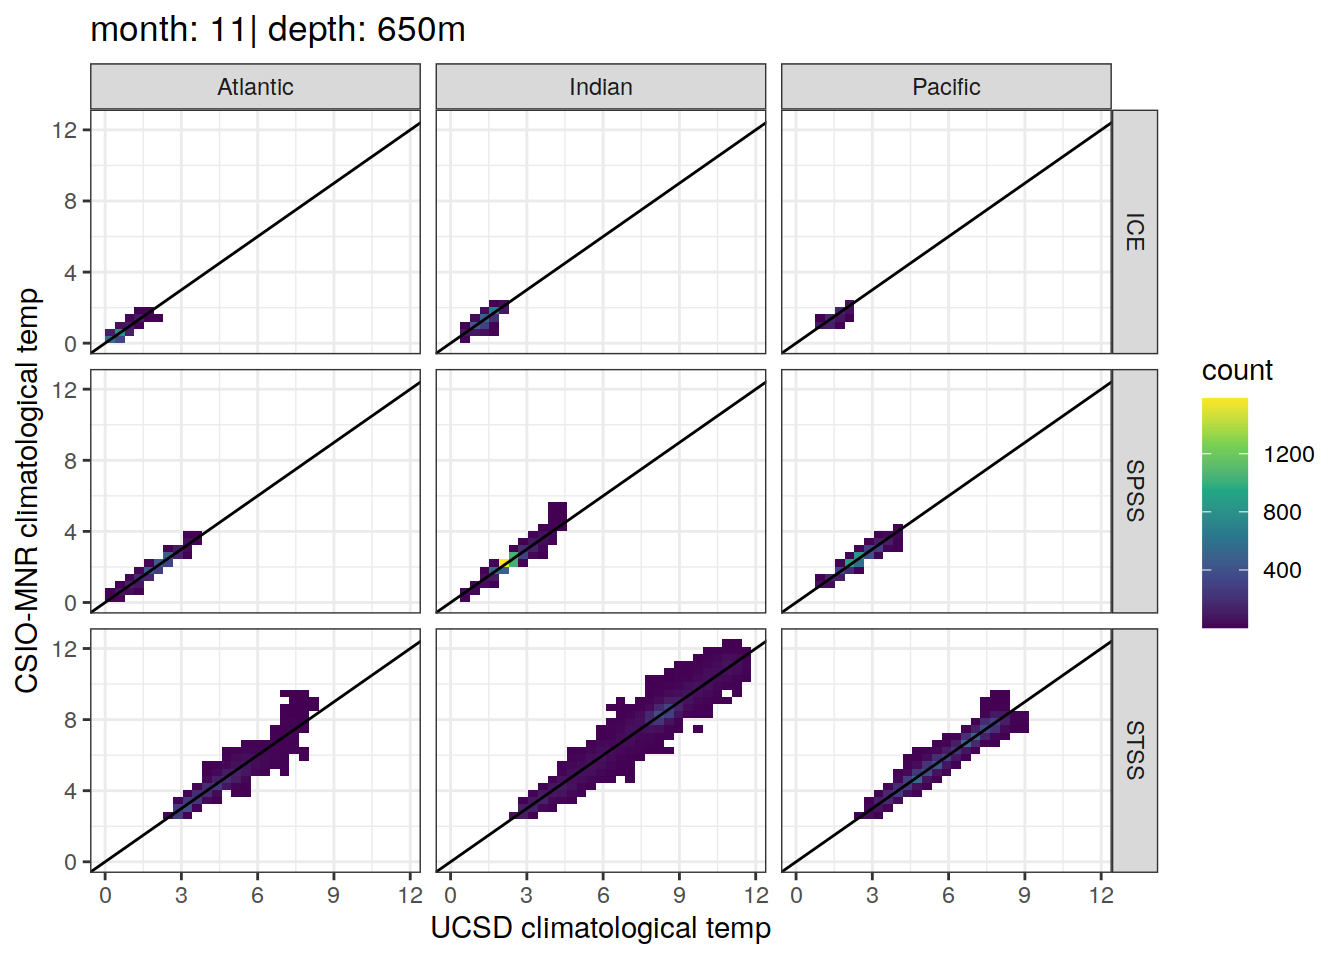 month: 11| depth: 650m
Atlantic
Indian
Pacific
12
8
4
0
ICE
12
8
4
0
SPSS
12
8
4
0
STSS
0 3 6 9 12
0 3 6 9 12
0 3 6 9 12
UCSD climatological temp
CSIO-MNR climatological temp
count
1200
800
400